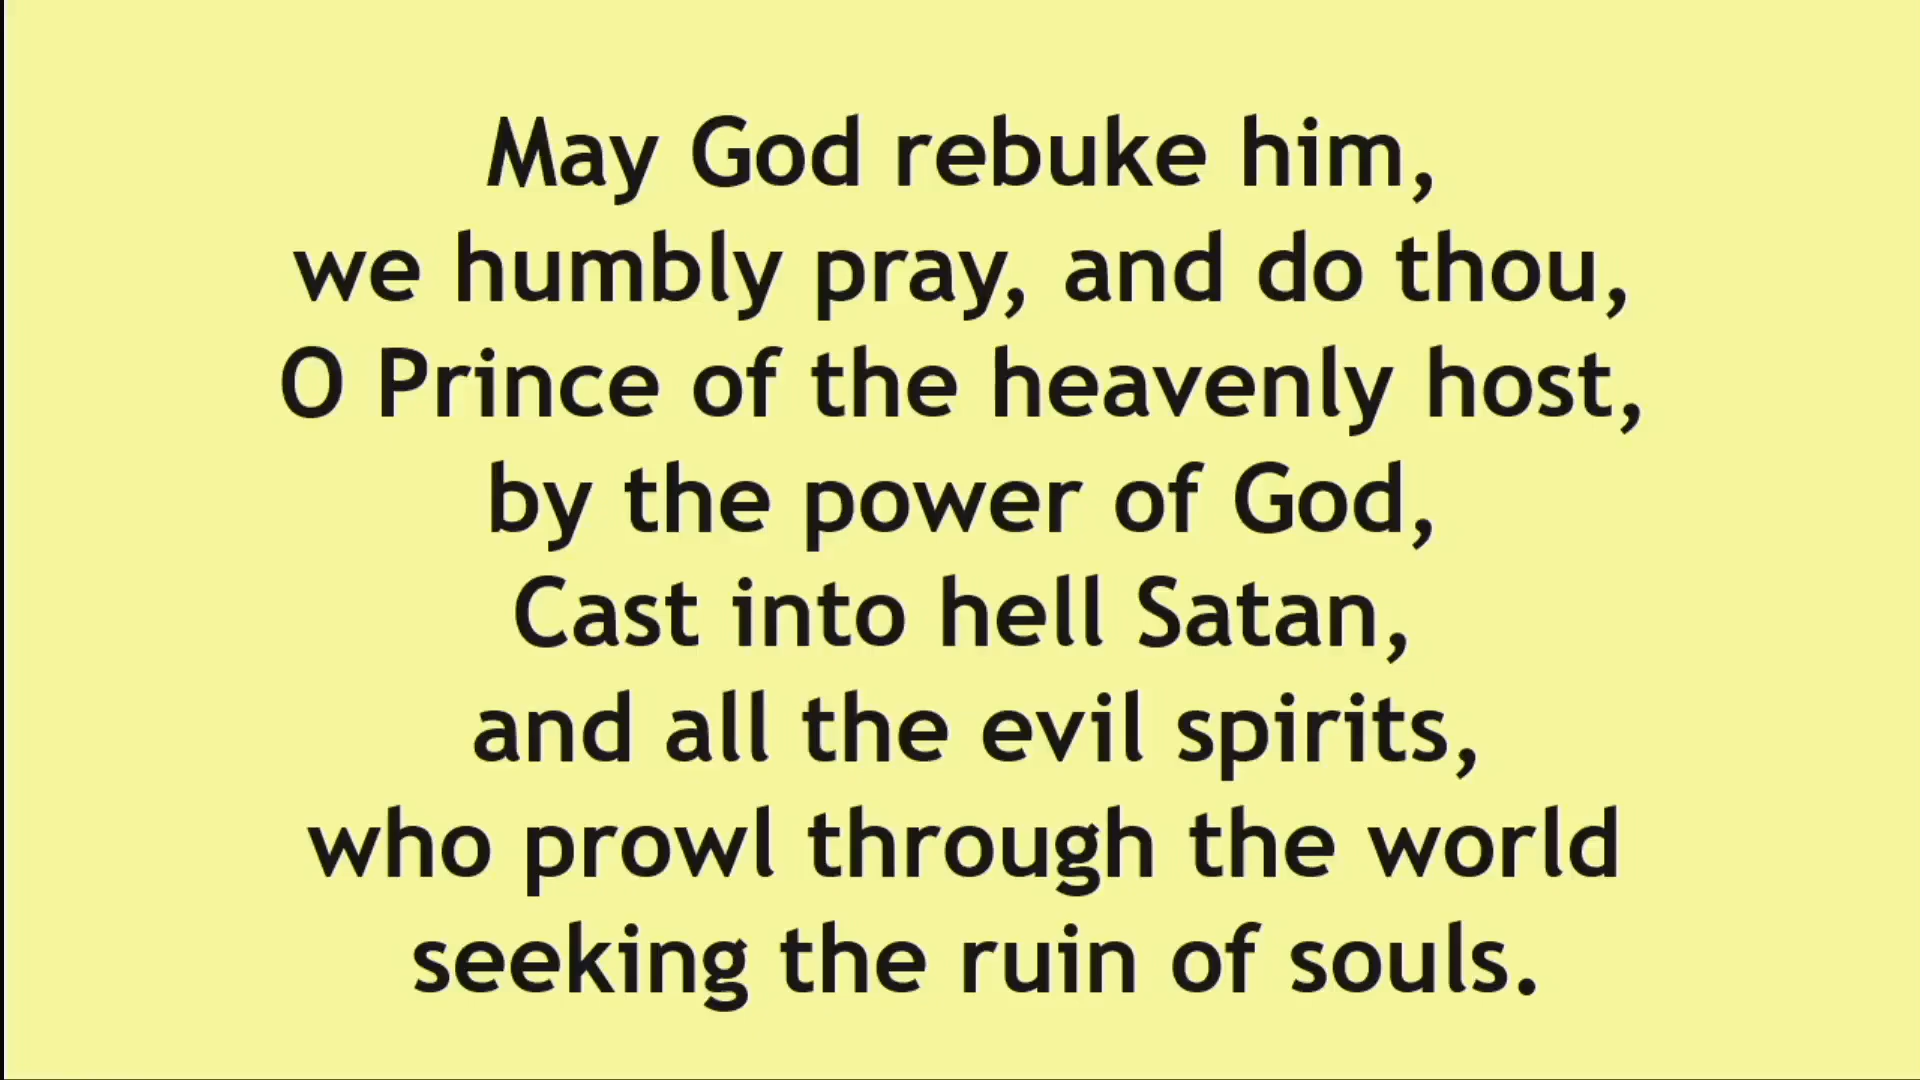 May God rebuke him,
we humbly pray, and do thou,
O Prince of the heavenly host,
by the power of God,
Cast into hell Satan,
and all the evil spirits,
who prowl through the world
seeking the ruin of souls.